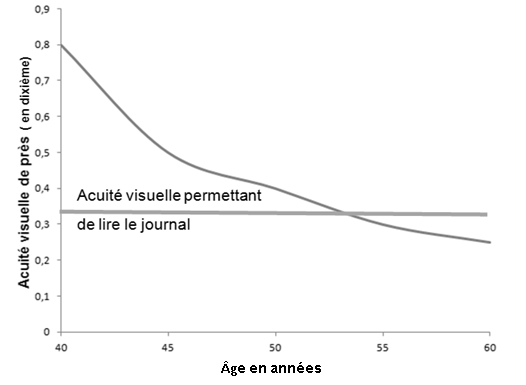 0,9
0,8
0,7
0,6
0,5
0,4
0,3
0,2
0,1
0
Acuité visuelle de près ( en dixième)
Acuité visuelle permettant
de lire le journal
40 45 50 55 60
Âge en années